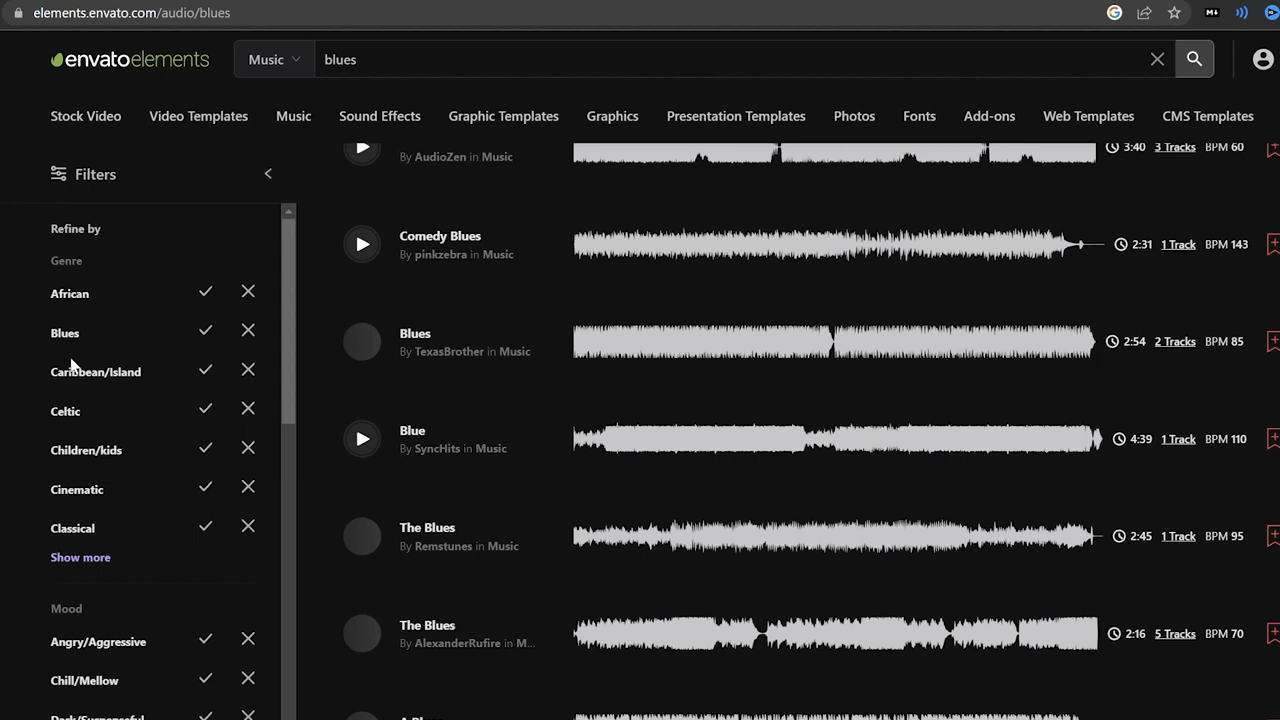 elements.envato.com/audio/blues
envatoelements
Music
blues
Stock Video Video Templates Music Sound Effects Graphic Templates Graphics Presentation Templates Photos Fonts Add-ons Web Templates CMS Templates
Filters
Refine by
Genre
African
Blues
Caribbean/Island
Celtic
Children/kids
Cinematic
Classical
Show more
Mood
Angry/Aggressive
Chill/Mellow
Dark/Suspenseful
By AudioZen in Music
3:40 3 Tracks BPM 60
Comedy Blues
By pinkzebra in Music
2:31 1 Track BPM 143
Blues
By TexasBrother in Music
2:54 2 Tracks BPM 85
Blue
By SyncHits in Music
4:39 1 Track BPM 110
The Blues
By Remstunes in Music
2:45 1 Track BPM 95
The Blues
By AlexanderRufire in M...
2:16 5 Tracks BPM 70